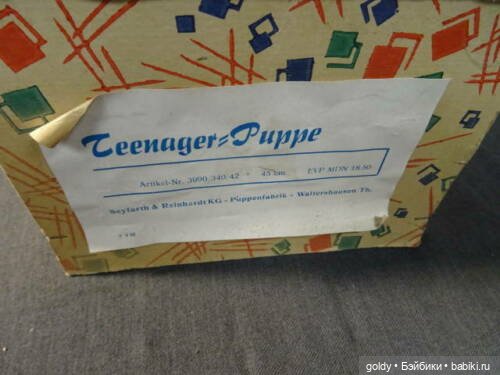 Teenager=Puppe
Artikel-Nr. 3090/340/42 * 45 cm EVP MDN 18.50
Seyfarth & Reinhardt KG - Puppenfabrik - Waltershausen Th.
goldy • Бэйбики • babiki.ru